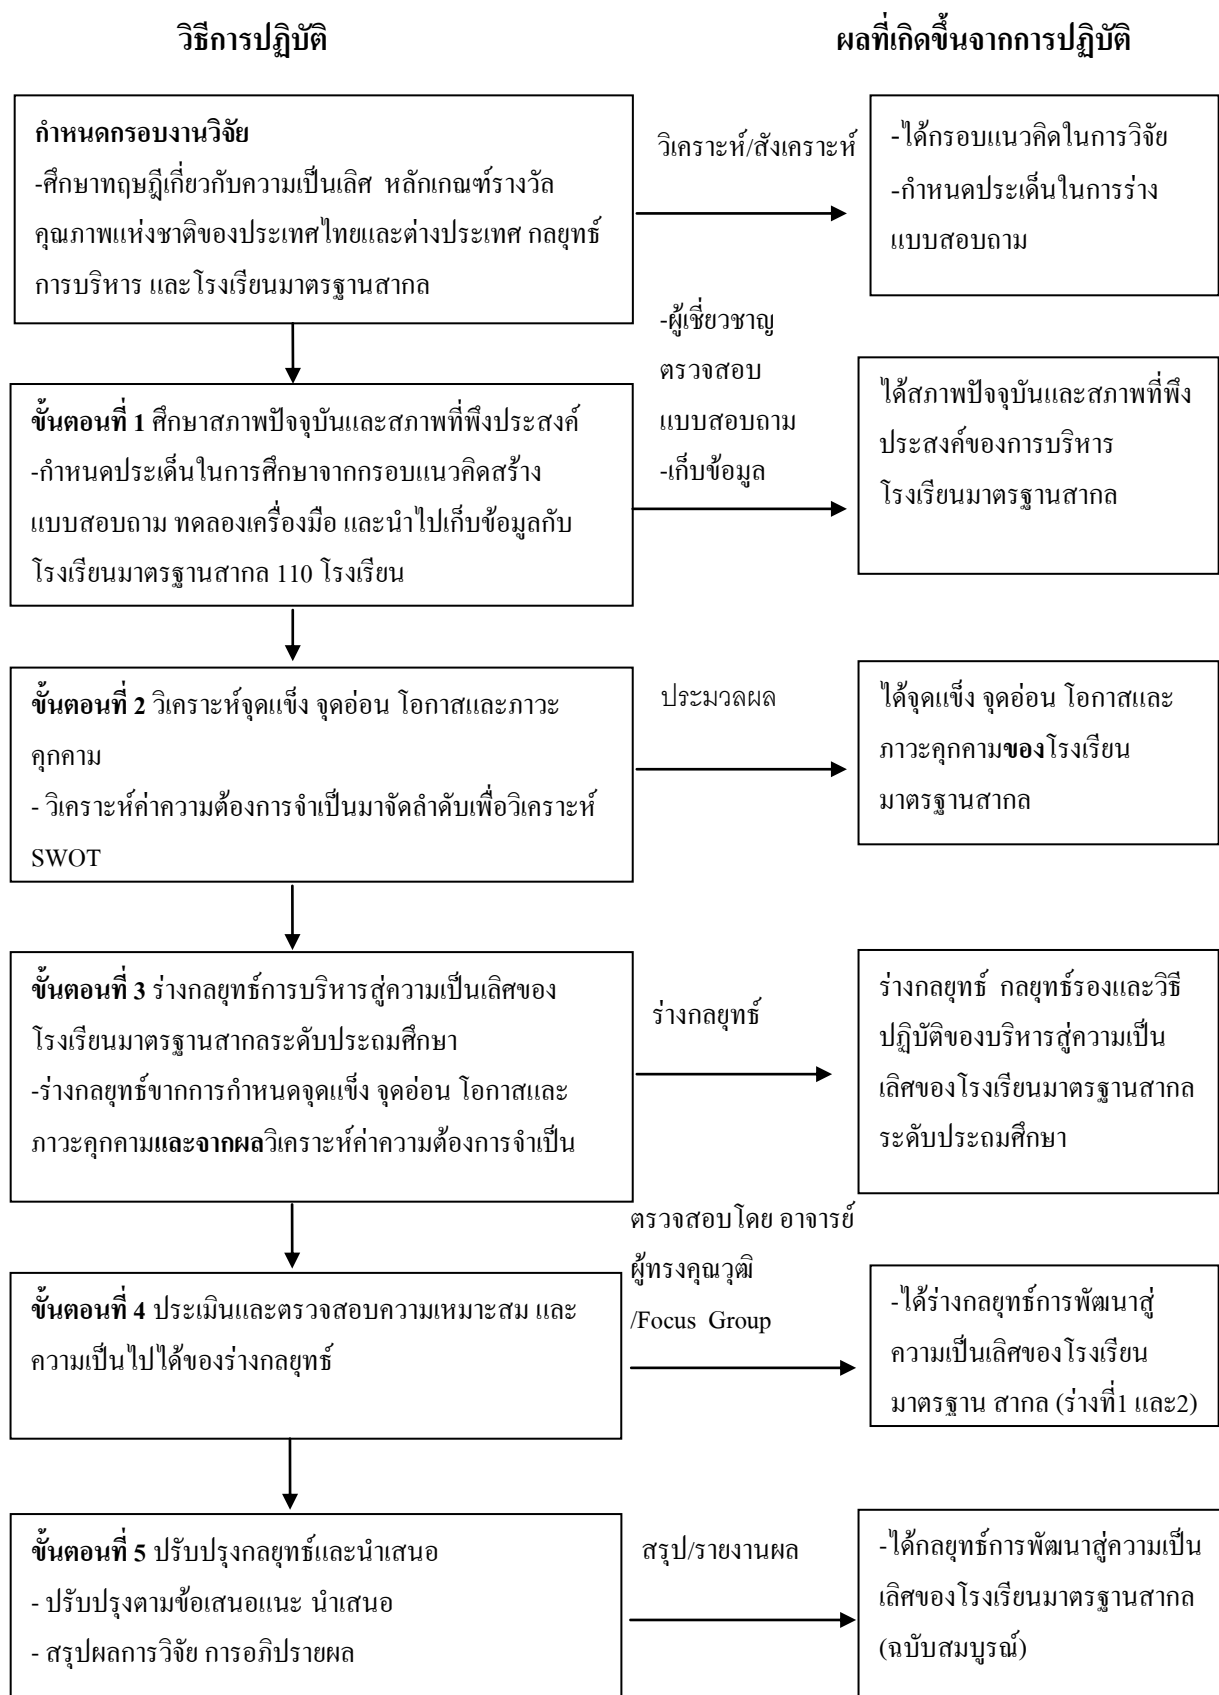 วิธีการปฏิบัติ
ผลที่เกิดขึ้นจากการปฏิบัติ
กำหนดกรอบงานวิจัย
-ศึกษาทฤษฎีเกี่ยวกับความเป็นเลิศ หลักเกณฑ์รางวัล
คุณภาพแห่งชาติของประเทศไทยและต่างประเทศ กลยุทธ์
การบริหาร และโรงเรียนมาตรฐานสากล
วิเคราะห์/สังเคราะห์
-ได้กรอบแนวคิดในการวิจัย
-กำหนดประเด็นในการร่าง
แบบสอบถาม
ขั้นตอนที่ 1 ศึกษาสภาพปัจจุบันและสภาพที่พึงประสงค์
-กำหนดประเด็นในการศึกษาจากกรอบแนวคิดสร้าง
แบบสอบถาม ทดลองเครื่องมือ และนำไปเก็บข้อมูลกับ
โรงเรียนมาตรฐานสากล 110 โรงเรียน
-ผู้เชี่ยวชาญ
ตรวจสอบ
แบบสอบถาม
-เก็บข้อมูล
ได้สภาพปัจจุบันและสภาพที่พึง
ประสงค์ของการบริหาร
โรงเรียนมาตรฐานสากล
ขั้นตอนที่ 2 วิเคราะห์จุดแข็ง จุดอ่อน โอกาสและภาวะ
คุกคาม
- วิเคราะห์ค่าความต้องการจำเป็นมาจัดลำดับเพื่อวิเคราะห์
SWOT
ประมวลผล
ได้จุดแข็ง จุดอ่อน โอกาสและ
ภาวะคุกคามของโรงเรียน
มาตรฐานสากล
ขั้นตอนที่ 3 ร่างกลยุทธ์การบริหารสู่ความเป็นเลิศของ
โรงเรียนมาตรฐานสากลระดับประถมศึกษา
-ร่างกลยุทธ์ขากการกำหนดจุดแข็ง จุดอ่อน โอกาสและ
ภาวะคุกคามและจากผลวิเคราะห์ค่าความต้องการจำเป็น
ร่างกลยุทธ์
ร่างกลยุทธ์ กลยุทธ์รองและวิธี
ปฏิบัติของบริหารสู่ความเป็น
เลิศของโรงเรียนมาตรฐานสากล
ระดับประถมศึกษา
ขั้นตอนที่ 4 ประเมินและตรวจสอบความเหมาะสม และ
ความเป็นไปได้ของร่างกลยุทธ์
ตรวจสอบโดย อาจารย์
ผู้ทรงคุณวุฒิ
/Focus Group
-ได้ร่างกลยุทธ์การพัฒนาสู่
ความเป็นเลิศของโรงเรียน
มาตรฐาน สากล (ร่างที่1 และ2)
ขั้นตอนที่ 5 ปรับปรุงกลยุทธ์และนำเสนอ
- ปรับปรุงตามข้อเสนอแนะ นำเสนอ
- สรุปผลการวิจัย การอภิปรายผล
สรุป/รายงานผล
-ได้กลยุทธ์การพัฒนาสู่ความเป็น
เลิศของโรงเรียนมาตรฐานสากล
(ฉบับสมบูรณ์)